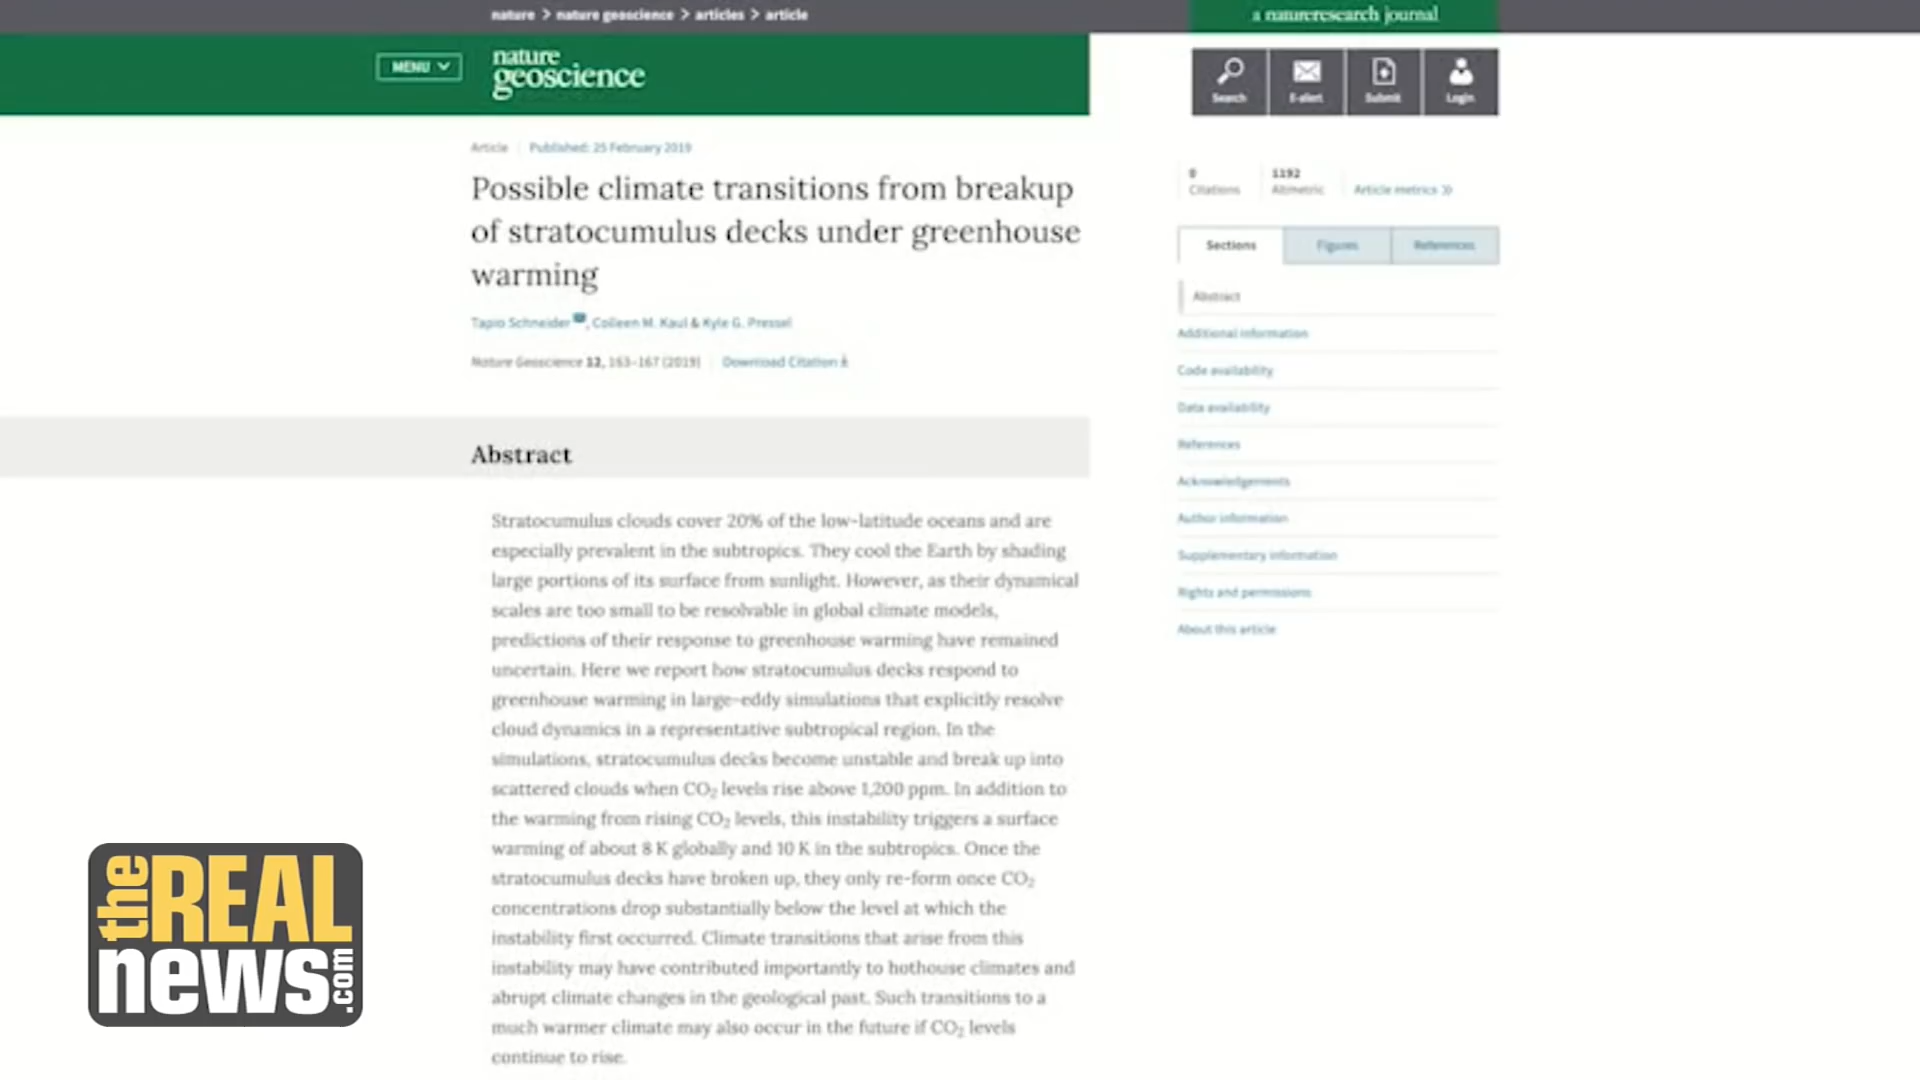 nature > nature geoscience > articles > article
a natureresearch journal
MENU
nature
geoscience
Search
E-alert
Submit
Login
Article
Published: 25 February 2019
Possible climate transitions from breakup
of stratocumulus decks under greenhouse
warming
Tapio Schneider, Colleen M. Kaul & Kyle G. Pressel
Nature Geoscience 12, 163–167 (2019)
Download Citation
0
Citations
1192
Altmetric
Article metrics »
Sections
Figures
References
Abstract
Additional information
Code availability
Data availability
References
Acknowledgements
Author information
Supplementary information
Rights and permissions
About this article
Abstract
Stratocumulus clouds cover 20% of the low-latitude oceans and are
especially prevalent in the subtropics. They cool the Earth by shading
large portions of its surface from sunlight. However, as their dynamical
scales are too small to be resolvable in global climate models,
predictions of their response to greenhouse warming have remained
uncertain. Here we report how stratocumulus decks respond to
greenhouse warming in large-eddy simulations that explicitly resolve
cloud dynamics in a representative subtropical region. In the
simulations, stratocumulus decks become unstable and break up into
scattered clouds when CO₂ levels rise above 1,200 ppm. In addition to
the warming from rising CO₂ levels, this instability triggers a surface
warming of about 8 K globally and 10 K in the subtropics. Once the
stratocumulus decks have broken up, they only re-form once CO₂
concentrations drop substantially below the level at which the
instability first occurred. Climate transitions that arise from this
instability may have contributed importantly to hothouse climates and
abrupt climate changes in the geological past. Such transitions to a
much warmer climate may also occur in the future if CO₂ levels
continue to rise.
the REAL
news.com